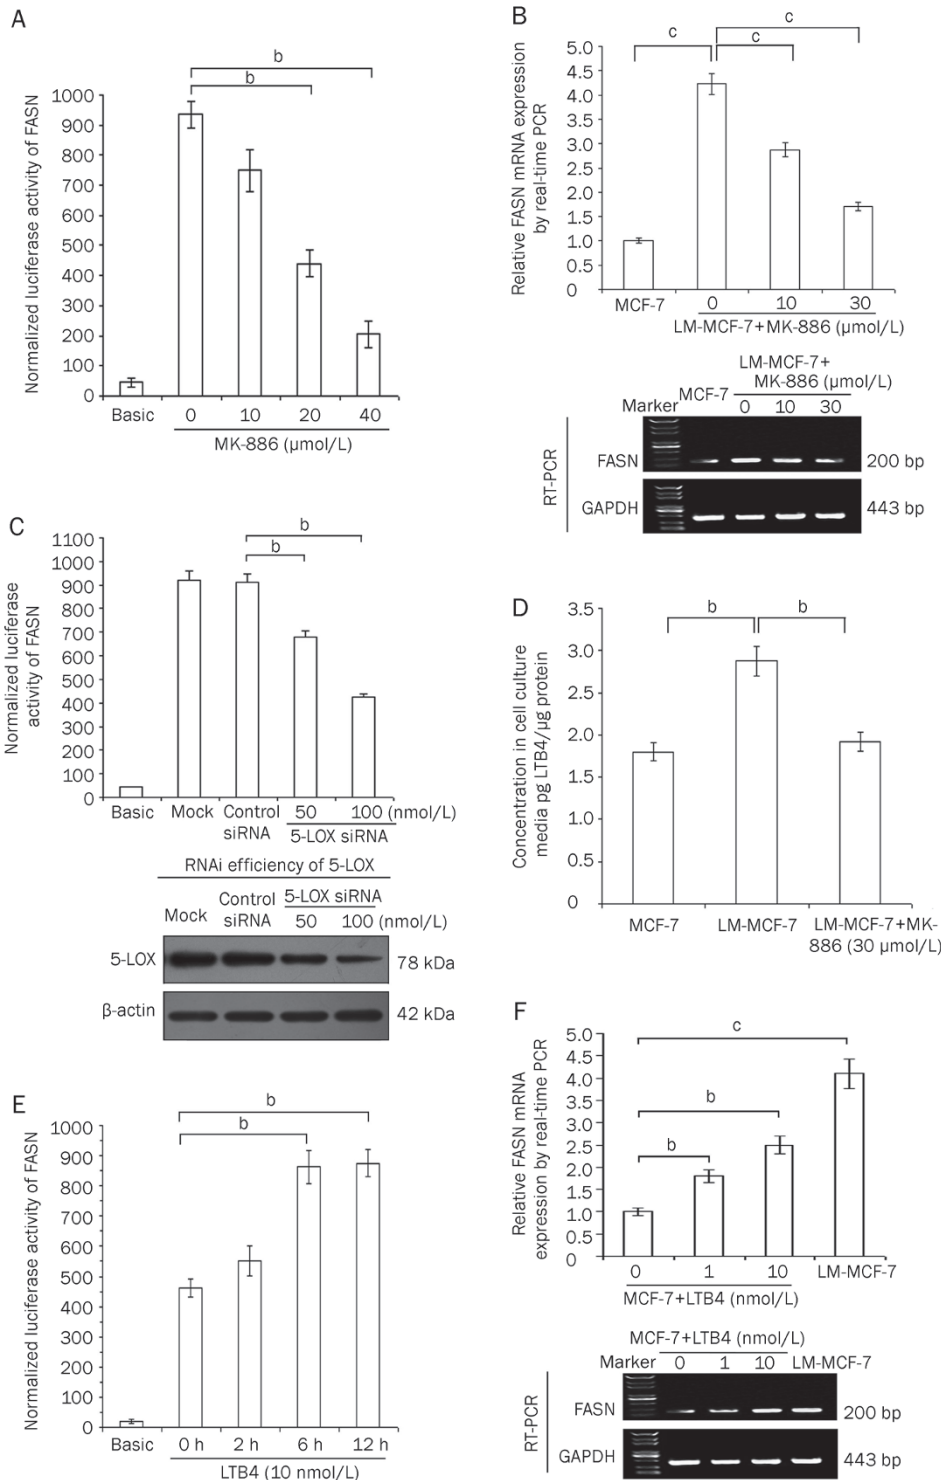 A
b
b
Normalized luciferase activity of FASN
1000
900
800
700
600
500
400
300
200
100
0
Basic 0 10 20 40
MK-886 (μmol/L)
B
c
c
c
Relative FASN mRNA expression
by real-time PCR
5.0
4.5
4.0
3.5
3.0
2.5
2.0
1.5
1.0
0.5
0
MCF-7 0 10 30
LM-MCF-7+MK-886 (μmol/L)
LM-MCF-7+
MK-886 (μmol/L)
Marker MCF-7 0 10 30
RT-PCR
FASN 200 bp
GAPDH 443 bp
C
b
b
Normalized luciferase
activity of FASN
1100
1000
900
800
700
600
500
400
300
200
100
0
Basic Mock Control 50 100 (nmol/L)
siRNA 5-LOX siRNA
RNAi efficiency of 5-LOX
Control 5-LOX siRNA
Mock siRNA 50 100 (nmol/L)
5-LOX 78 kDa
β-actin 42 kDa
D
b b
Concentration in cell culture
media pg LTB4/μg protein
3.5
3.0
2.5
2.0
1.5
1.0
0.5
0
MCF-7 LM-MCF-7 LM-MCF-7+MK-
886 (30 μmol/L)
E
b
b
Normalized luciferase activity of FASN
1000
900
800
700
600
500
400
300
200
100
0
Basic 0 h 2 h 6 h 12 h
LTB4 (10 nmol/L)
F
c
b
b
Relative FASN mRNA
expression by real-time PCR
5.0
4.5
4.0
3.5
3.0
2.5
2.0
1.5
1.0
0.5
0
0 1 10 LM-MCF-7
MCF-7+LTB4 (nmol/L)
MCF-7+LTB4 (nmol/L)
Marker 0 1 10 LM-MCF-7
RT-PCR
FASN 200 bp
GAPDH 443 bp